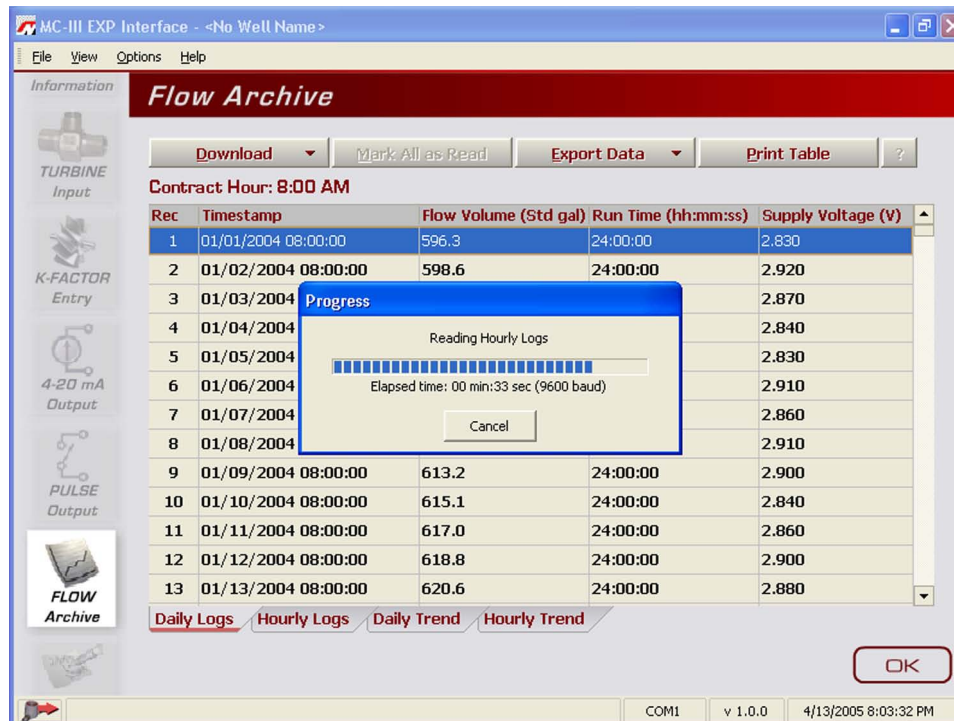 MC-III EXP Interface - <No Well Name>
File View Options Help
Information
Flow Archive
TURBINE
Input
K-FACTOR
Entry
4-20 mA
Output
PULSE
Output
FLOW
Archive
Download Mark All as Read Export Data Print Table ?
Contract Hour: 8:00 AM
Rec Timestamp Flow Volume (Std gal) Run Time (hh:mm:ss) Supply Voltage (V)
1 01/01/2004 08:00:00 596.3 24:00:00 2.830
2 01/02/2004 08:00:00 598.6 24:00:00 2.920
3 01/03/2004 2.870
4 01/04/2004 2.840
5 01/05/2004 2.830
6 01/06/2004 2.910
7 01/07/2004 2.860
8 01/08/2004 2.910
9 01/09/2004 08:00:00 613.2 24:00:00 2.900
10 01/10/2004 08:00:00 615.1 24:00:00 2.840
11 01/11/2004 08:00:00 617.0 24:00:00 2.860
12 01/12/2004 08:00:00 618.8 24:00:00 2.900
13 01/13/2004 08:00:00 620.6 24:00:00 2.880
Progress
Reading Hourly Logs
Elapsed time: 00 min:33 sec (9600 baud)
Cancel
Daily Logs Hourly Logs Daily Trend Hourly Trend
OK
COM1 v 1.0.0 4/13/2005 8:03:32 PM